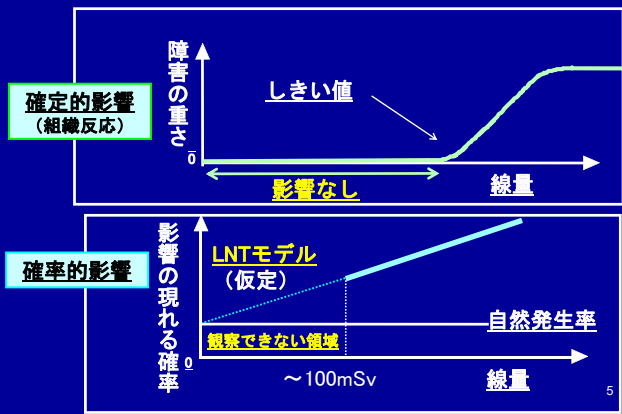 障害の重さ
確定的影響
（組織反応）
しきい値
0
影響なし
線量
影響の現れる確率
確率的影響
LNTモデル
（仮定）
自然発生率
観察できない領域
0
～100mSv
線量
5